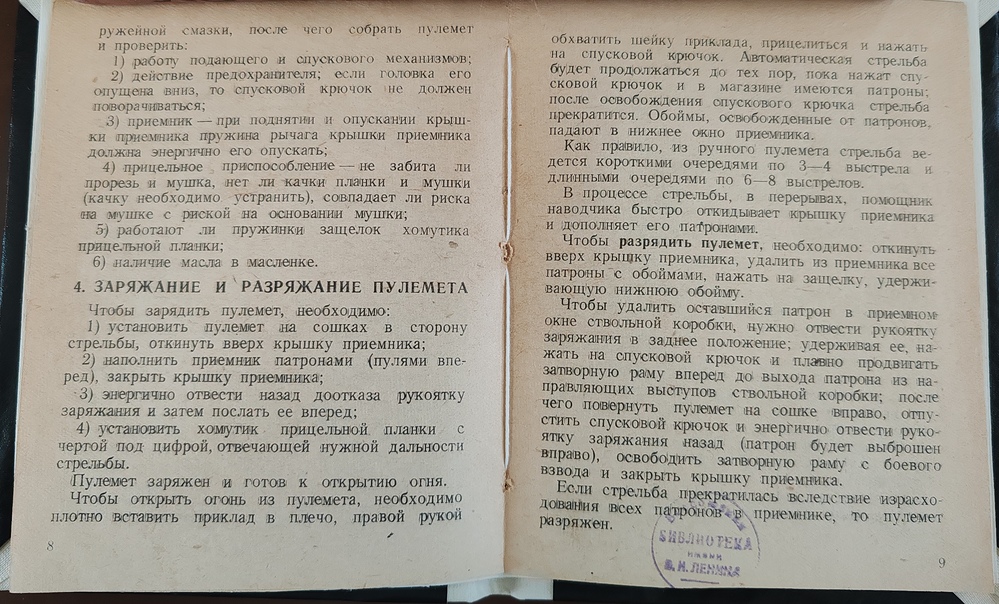 ружейной смазки, после чего собрать пулемет
и проверить:
1) работу подающего и спускового механизмов;
2) действие предохранителя; если головка его
опущена вниз, то спусковой крючок не должен
поворачиваться;
3) приемник — при поднятии и опускании крыш-
ки приемника пружина рычага крышки приемника
должна энергично его опускать;
4) прицельное приспособление — не забита ли
прорезь и мушка, нет ли качки планки и мушки
(качку необходимо устранить), совпадает ли риска
на мушке с риской на основании мушки;
5) работают ли пружинки защелок хомутика
прицельной планки;
6) наличие масла в масленке.
4. ЗАРЯЖАНИЕ И РАЗРЯЖАНИЕ ПУЛЕМЕТА
Чтобы зарядить пулемет, необходимо:
1) установить пулемет на сошках в сторону
стрельбы, откинуть вверх крышку приемника;
2) наполнить приемник патронами (пулями впе-
ред), закрыть крышку приемника;
3) энергично отвести назад доотказа рукоятку
заряжания и затем послать ее вперед;
4) установить хомутик прицельной планки с
чертой под цифрой, отвечающей нужной дальности
стрельбы.
Пулемет заряжен и готов к открытию огня.
Чтобы открыть огонь из пулемета, необходимо
плотно вставить приклад в плечо, правой рукой
8
обхватить шейку приклада, прицелиться и нажать
на спусковой крючок. Автоматическая стрельба
будет продолжаться до тех пор, пока нажат спу-
сковой крючок и в магазине имеются патроны;
после освобождения спускового крючка стрельба
прекратится. Обоймы, освобожденные от патронов,
падают в нижнее окно приемника.
Как правило, из ручного пулемета стрельба ве-
дется короткими очередями по 3—4 выстрела и
длинными очередями по 6—8 выстрелов.
В процессе стрельбы, в перерывах, помощник
наводчика быстро откидывает крышку приемника
и дополняет его патронами.
Чтобы разрядить пулемет, необходимо: откинуть
вверх крышку приемника, удалить из приемника все
патроны с обоймами, нажать на защелку, удержи-
вающую нижнюю обойму.
Чтобы удалить оставшийся патрон в приемном
окне ствольной коробки, нужно отвести рукоятку
заряжания в заднее положение; удерживая ее, на-
жать на спусковой крючок и плавно продвигать
затворную раму вперед до выхода патрона из на-
правляющих выступов ствольной коробки; после
чего повернуть пулемет на сошке вправо, отпу-
стить спусковой крючок и энергично отвести руко-
ятку заряжания назад (патрон будет выброшен
вправо), освободить затворную раму с боевого
взвода и закрыть крышку приемника.
Если стрельба прекратилась вследствие израсхо-
дования всех патронов в приемнике, то пулемет
разряжен.
БИБЛИОТЕКА
имени
В. И. ЛЕНИНА
9